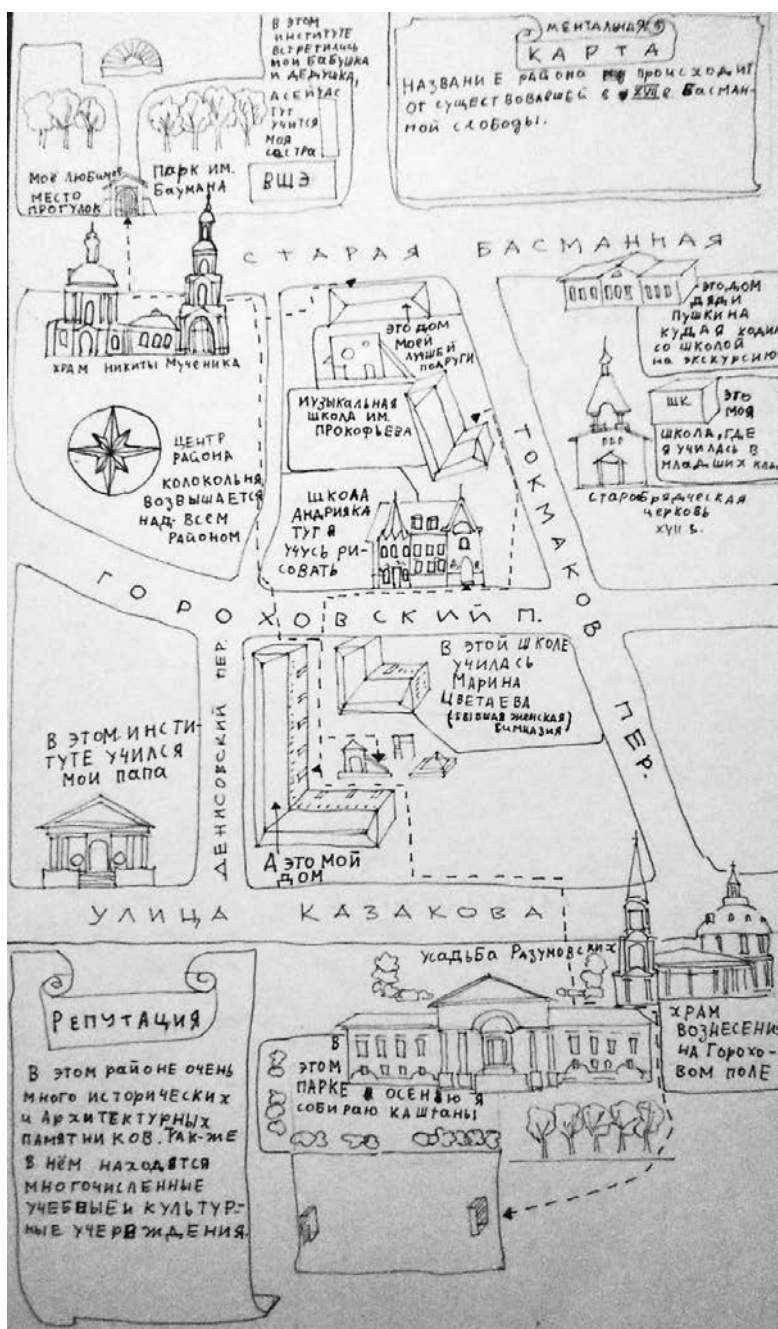 В ЭТОМ
ИНСТИТУТЕ
ВСТРЕТИЛИСЬ
МОИ БАБУШКА
И ДЕДУШКА,
А СЕЙЧАС
ТУТ
УЧИТСЯ
МОЯ
СЕСТРА
ВШЭ
МЕНТАЛЬНАЯ
КАРТА
НАЗВАНИЕ РАЙОНА ПРОИСХОДИТ
ОТ СУЩЕСТВОВАВШЕЙ В XVII в БАСМАН-
НОЙ СЛОБОДЫ.
МОЁ ЛЮБИМОЕ
МЕСТО
ПРОГУЛОК
ПАРК ИМ.
БАУМАНА
СТАРАЯ БАСМАННАЯ
ХРАМ НИКИТЫ МУЧЕНИКА
ЭТО ДОМ
МОЕЙ
ЛУШЕЙ
ПОДРУГИ
ЭТО ДОМ
ДЯДИ
ПУШКИНА
КУДА Я ХОДИЛ
СО ШКОЛОЙ
НА ЭКСКУРСИЮ
МУЗЫКАЛЬНАЯ
ШКОЛА ИМ.
ПРОКОФЬЕВА
ШК
ЭТО
МОЯ
ШКОЛА, ГДЕ
Я УЧИЛАСЬ В
МЛАДШИХ КЛАС
СТАРОБРЯДЧЕСКАЯ
ЦЕРКОВЬ
XVII в.
ЦЕНТР
РАЙОНА
КОЛОКОЛЬНЯ
ВОЗВЫШАЕТСЯ
НАД ВСЕМ
РАЙОНОМ
ШКОЛА
АНДРИЯКА
ТУТ Я
УЧУСЬ РИ-
СОВАТЬ
ТОКМАКОВ ПЕР.
ГОРОХОВСКИЙ П.
ДЕНИСОВСКИЙ ПЕР.
В ЭТОЙ ШКОЛЕ
УЧИЛАСЬ
МАРИНА
ЦВЕТАЕВА
(БЫВШАЯ ЖЕНСКАЯ
ГИМНАЗИЯ)
В ЭТОМ ИНСТИ-
ТУТЕ УЧИЛСЯ
МОЙ ПАПА
А ЭТО МОЙ
ДОМ
УЛИЦА КАЗАКОВА
УСАДЬБА РАЗУМОВСКИХ
ХРАМ
ВОЗНЕСЕНИЯ
НА ГОРОХО-
ВОМ ПОЛЕ
В
ЭТОМ
ПАРКЕ ОСЕНЬЮ Я
СОБИРАЮ КАШТАНЫ
РЕПУТАЦИЯ
В ЭТОМ РАЙОНЕ ОЧЕНЬ
МНОГО ИСТОРИЧЕСКИХ
И АРХИТЕКТУРНЫХ
ПАМЯТНИКОВ. ТАК-ЖЕ
В НЁМ НАХОДЯТСЯ
МНОГОЧИСЛЕННЫЕ
УЧЕБНЫЕ И КУЛЬТУР-
НЫЕ УЧЕРВЖДЕНИЯ.